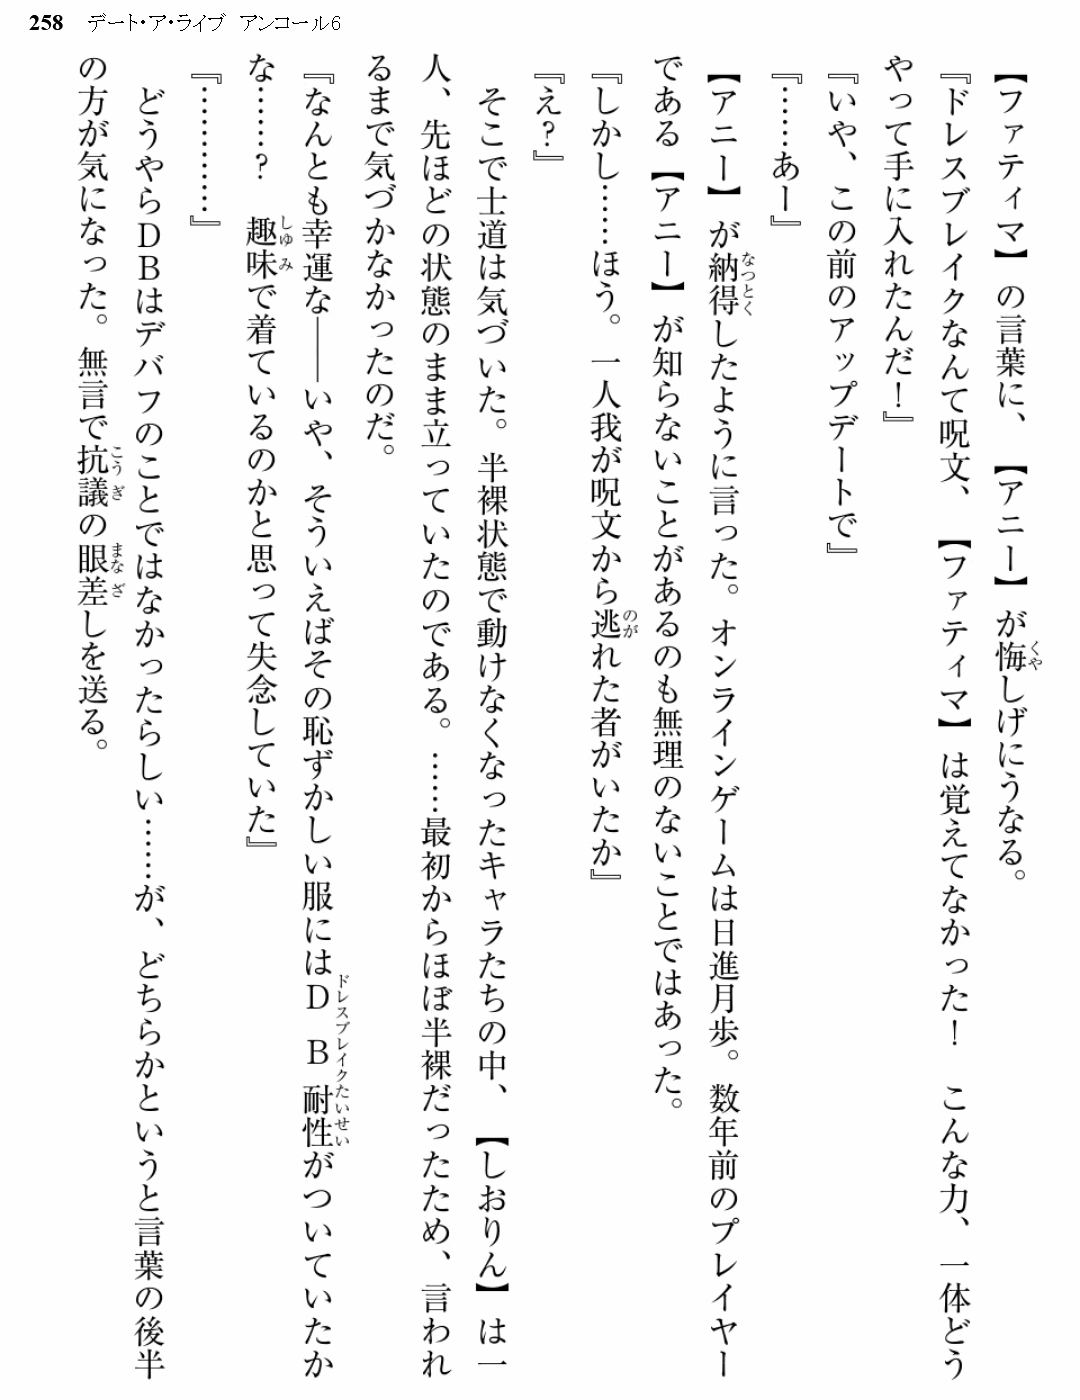 258　デート・ア・ライブ　アンコール6
【ファティマ】の言葉に、【アニー】が悔しげにうなる。
『ドレスブレイクなんて呪文、【ファティマ】は覚えてなかった！　こんな力、一体どう
やって手に入れたんだ！』
『いや、この前のアップデートで』
『……あー』
【アニー】が納得したように言った。オンラインゲームは日進月歩。数年前のプレイヤー
である【アニー】が知らないことがあるのも無理のないことではあった。
『しかし……ほう。一人我が呪文から逃れた者がいたか』
『え？』
　そこで士道は気づいた。半裸状態で動けなくなったキャラたちの中、【しおりん】は一
人、先ほどの状態のまま立っていたのである。……最初からほぼ半裸だったため、言われ
るまで気づかなかったのだ。
『なんとも幸運な――いや、そういえばその恥ずかしい服にはＤＢ耐性がついていたか
な……？　趣味で着ているのかと思って失念していた』
『…………』
　どうやらＤＢはデバフのことではなかったらしい……が、どちらかというと言葉の後半
の方が気になった。無言で抗議の眼差しを送る。